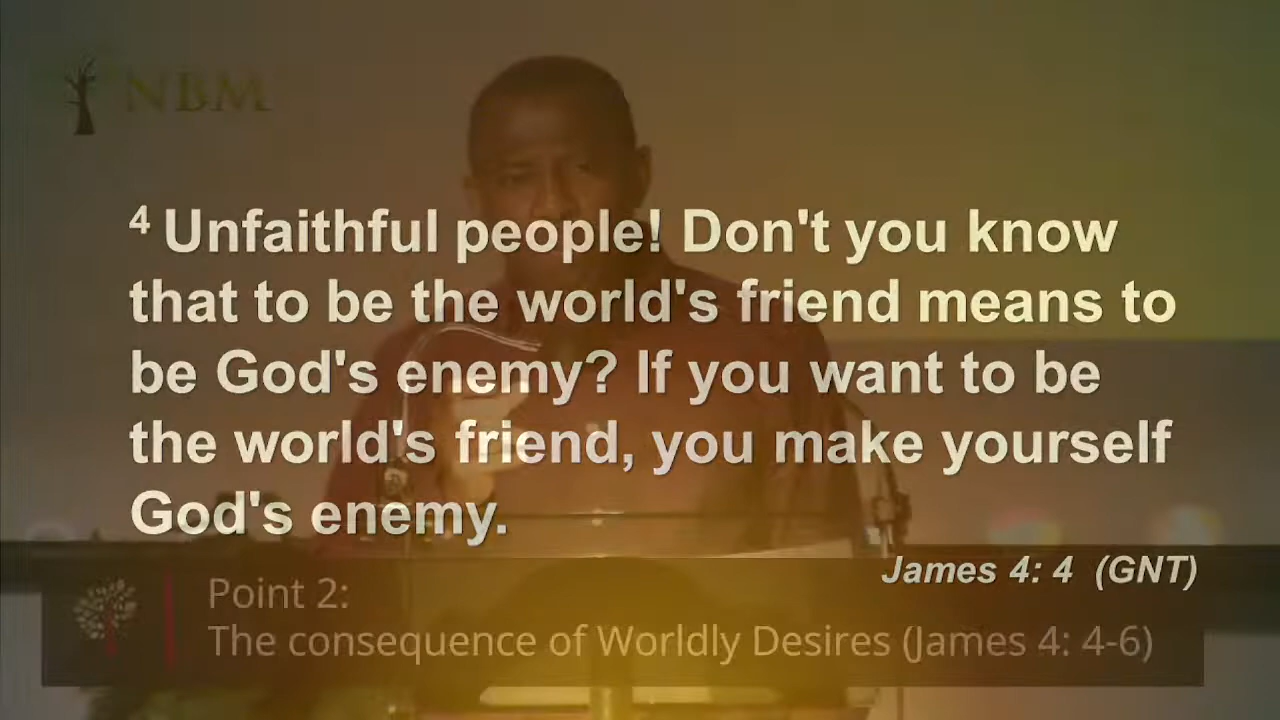 NBM
4 Unfaithful people! Don't you know
that to be the world's friend means to
be God's enemy? If you want to be
the world's friend, you make yourself
God's enemy.
James 4: 4 (GNT)
Point 2:
The consequence of Worldly Desires (James 4: 4-6)